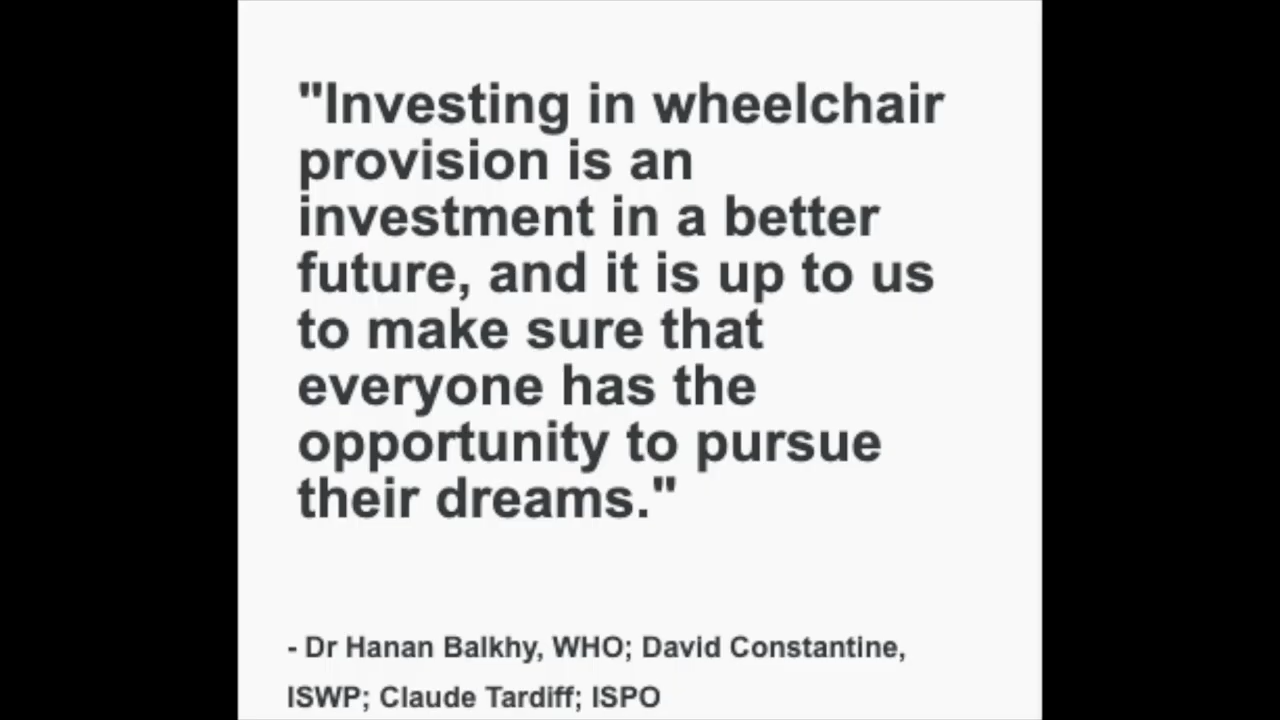 "Investing in wheelchair
provision is an
investment in a better
future, and it is up to us
to make sure that
everyone has the
opportunity to pursue
their dreams."
- Dr Hanan Balkhy, WHO; David Constantine,
ISWP; Claude Tardiff; ISPO